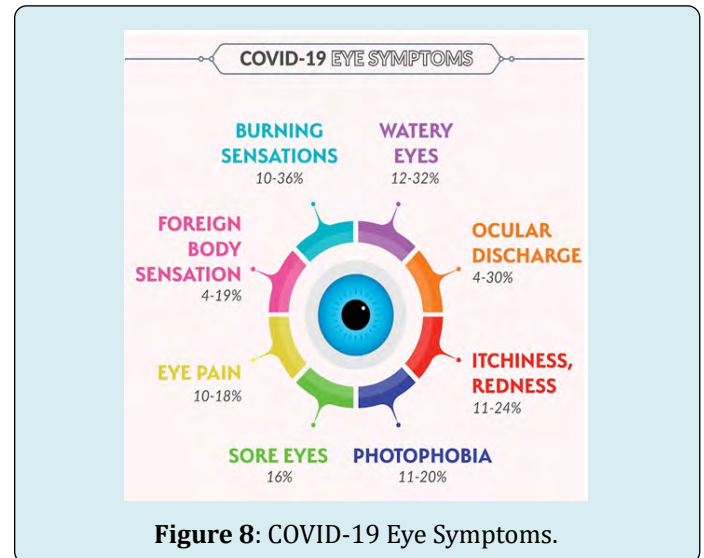 COVID-19 EYE SYMPTOMS
BURNING
SENSATIONS
10-36%
WATERY
EYES
12-32%
FOREIGN
BODY
SENSATION
4-19%
OCULAR
DISCHARGE
4-30%
EYE PAIN
10-18%
ITCHINESS,
REDNESS
11-24%
SORE EYES
16%
PHOTOPHOBIA
11-20%
Figure 8: COVID-19 Eye Symptoms.